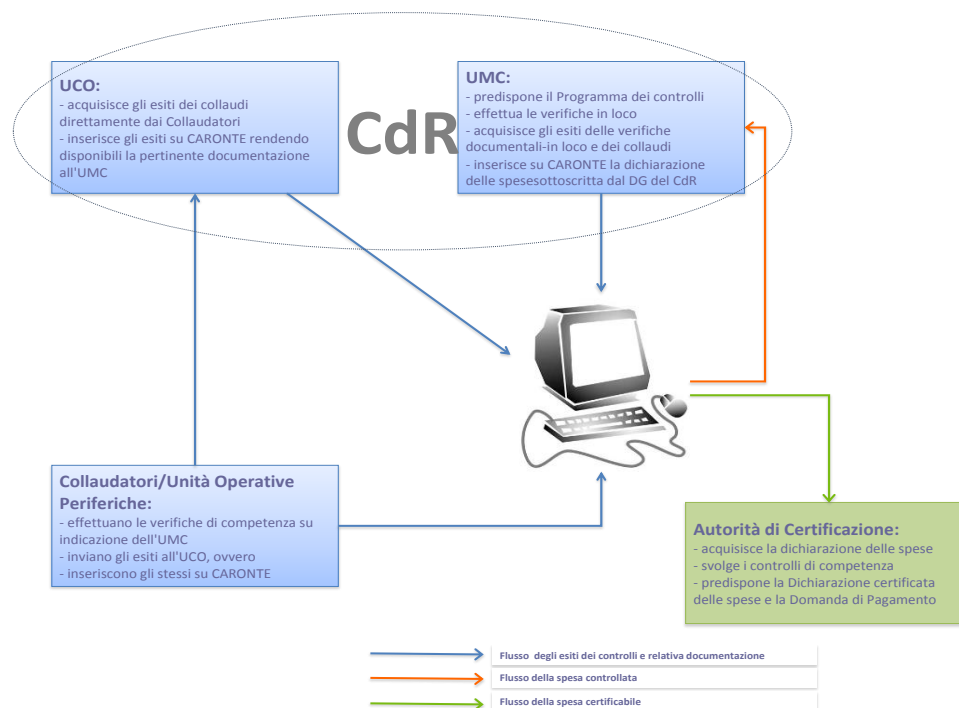 UCO:
- acquisisce gli esiti dei collaudi
direttamente dai Collaudatori
- inserisce gli esiti su CARONTE rendendo
disponibili la pertinente documentazione
all'UMC
CdR
UMC:
- predispone il Programma dei controlli
- effettua le verifiche in loco
- acquisisce gli esiti delle verifiche
documentali-in loco e dei collaudi
- inserisce su CARONTE la dichiarazione
delle spesesottoscritta dal DG del CdR
Collaudatori/Unità Operative
Periferiche:
- effettuano le verifiche di competenza su
indicazione dell'UMC
- inviano gli esiti all'UCO, ovvero
- inseriscono gli stessi su CARONTE
Autorità di Certificazione:
- acquisisce la dichiarazione delle spese
- svolge i controlli di competenza
- predispone la Dichiarazione certificata
delle spese e la Domanda di Pagamento
Flusso degli esiti dei controlli e relativa documentazione
Flusso della spesa controllata
Flusso della spesa certificabile